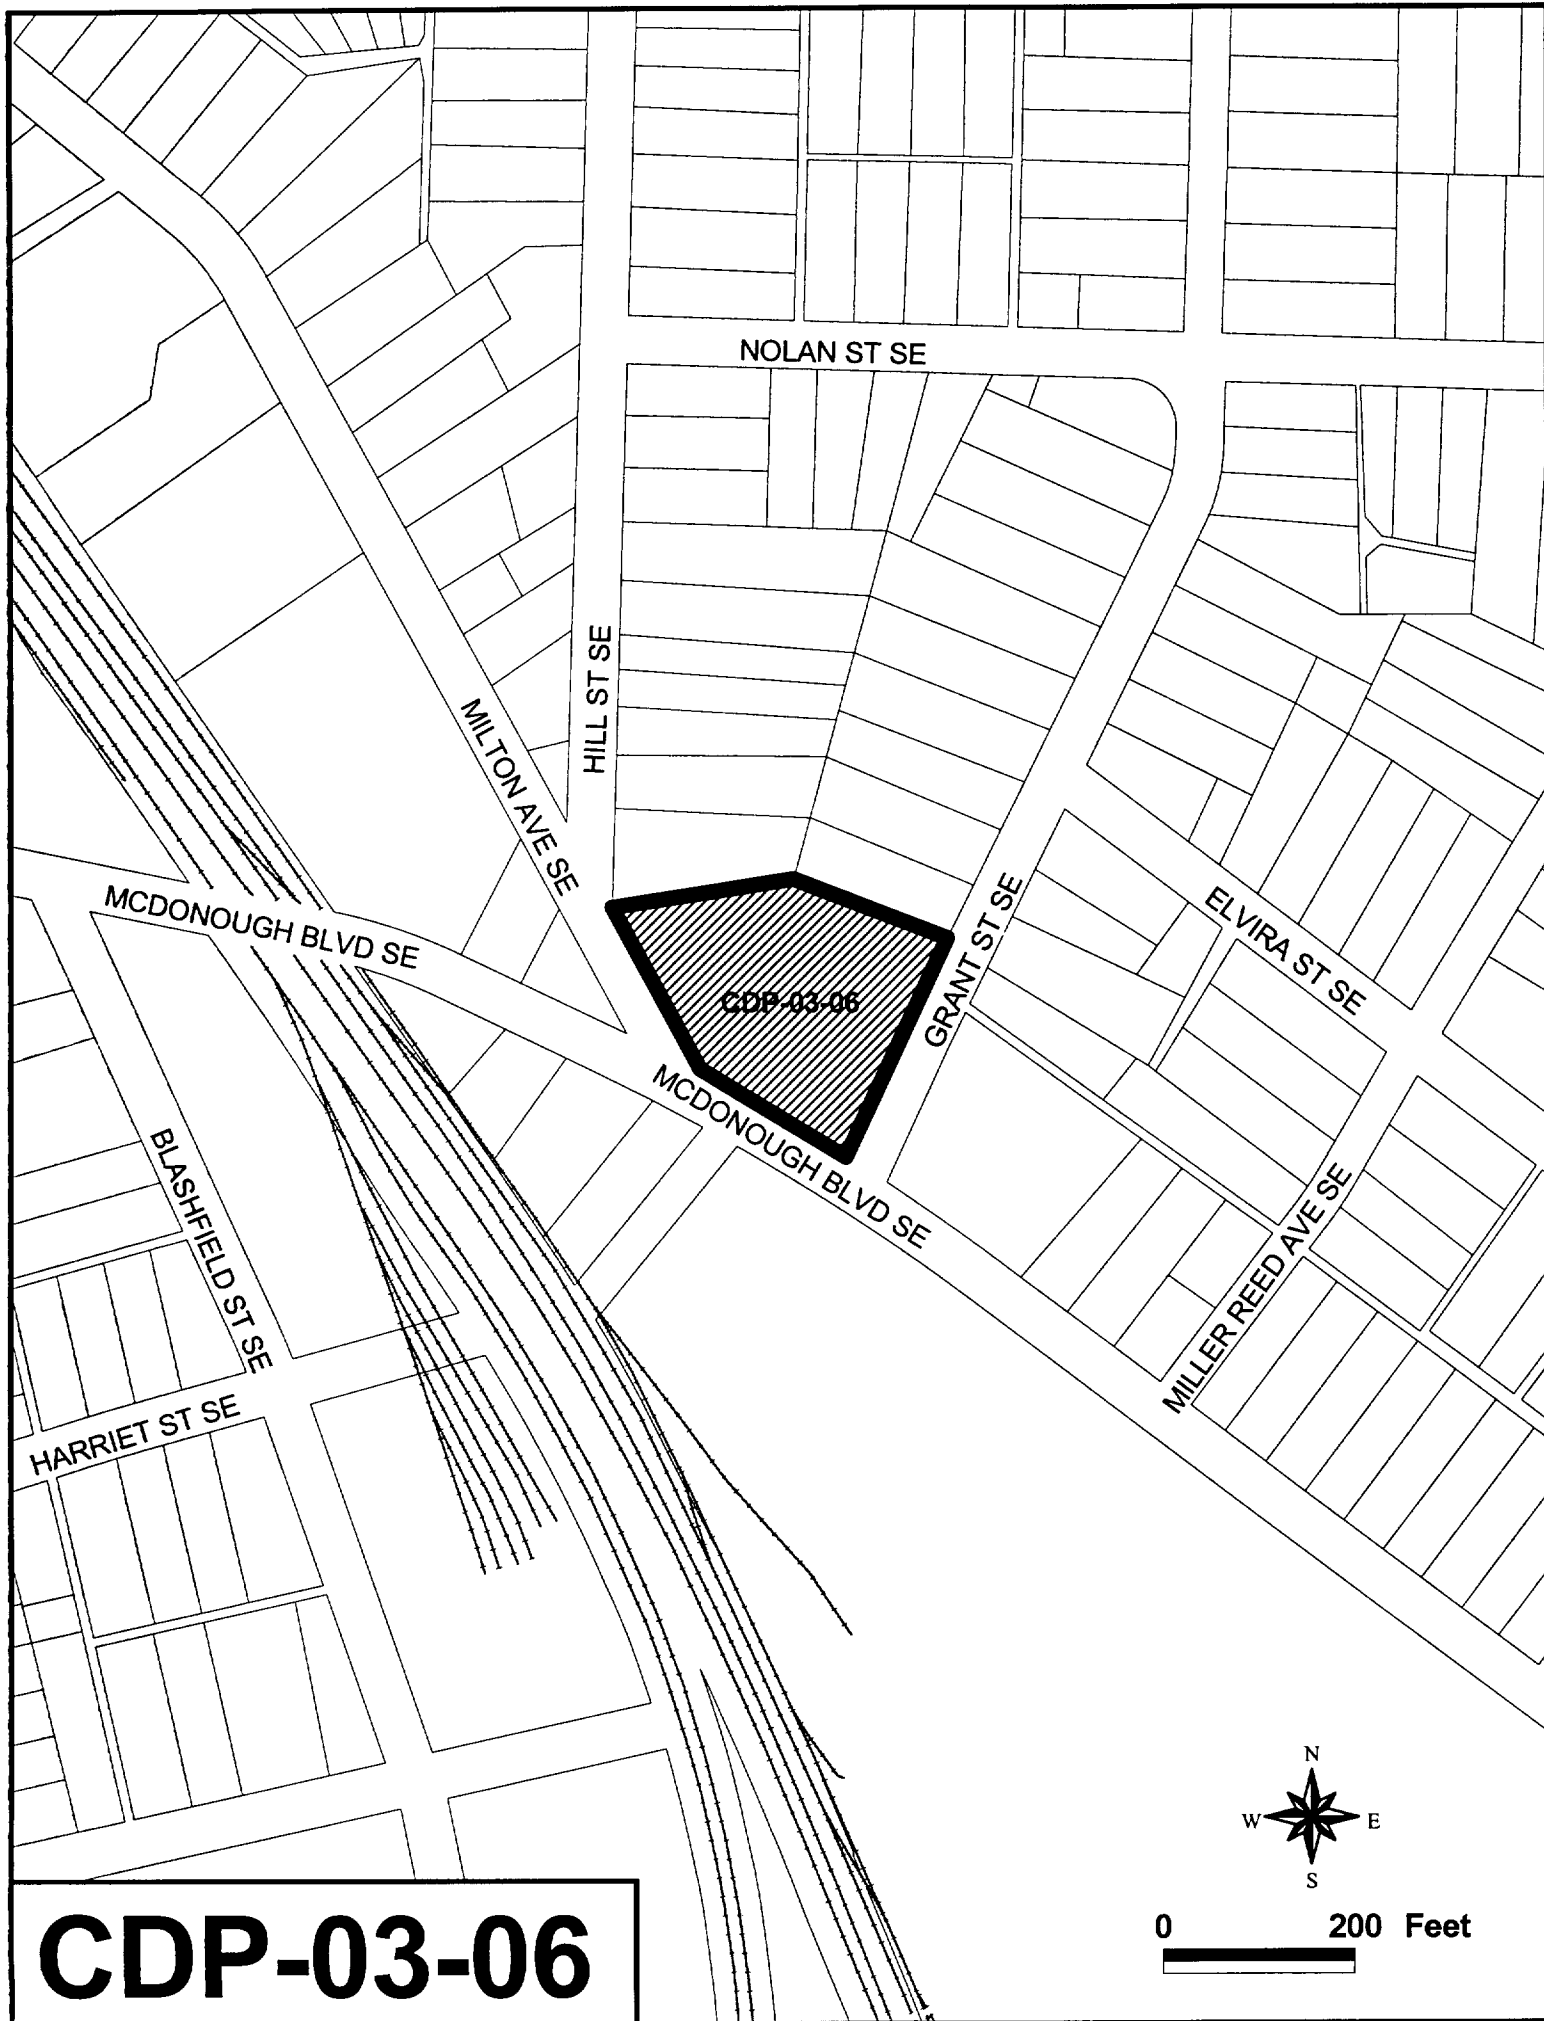 NOLAN ST SE
HILL ST SE
MILTON AVE SE
MCDONOUGH BLVD SE
ELVIRA ST SE
GRANT ST SE
CDP-03-06
MCDONOUGH BLVD SE
BLASHFIELD ST SE
MILLER REED AVE SE
HARRIET ST SE
N
W E
S
0 200 Feet
CDP-03-06